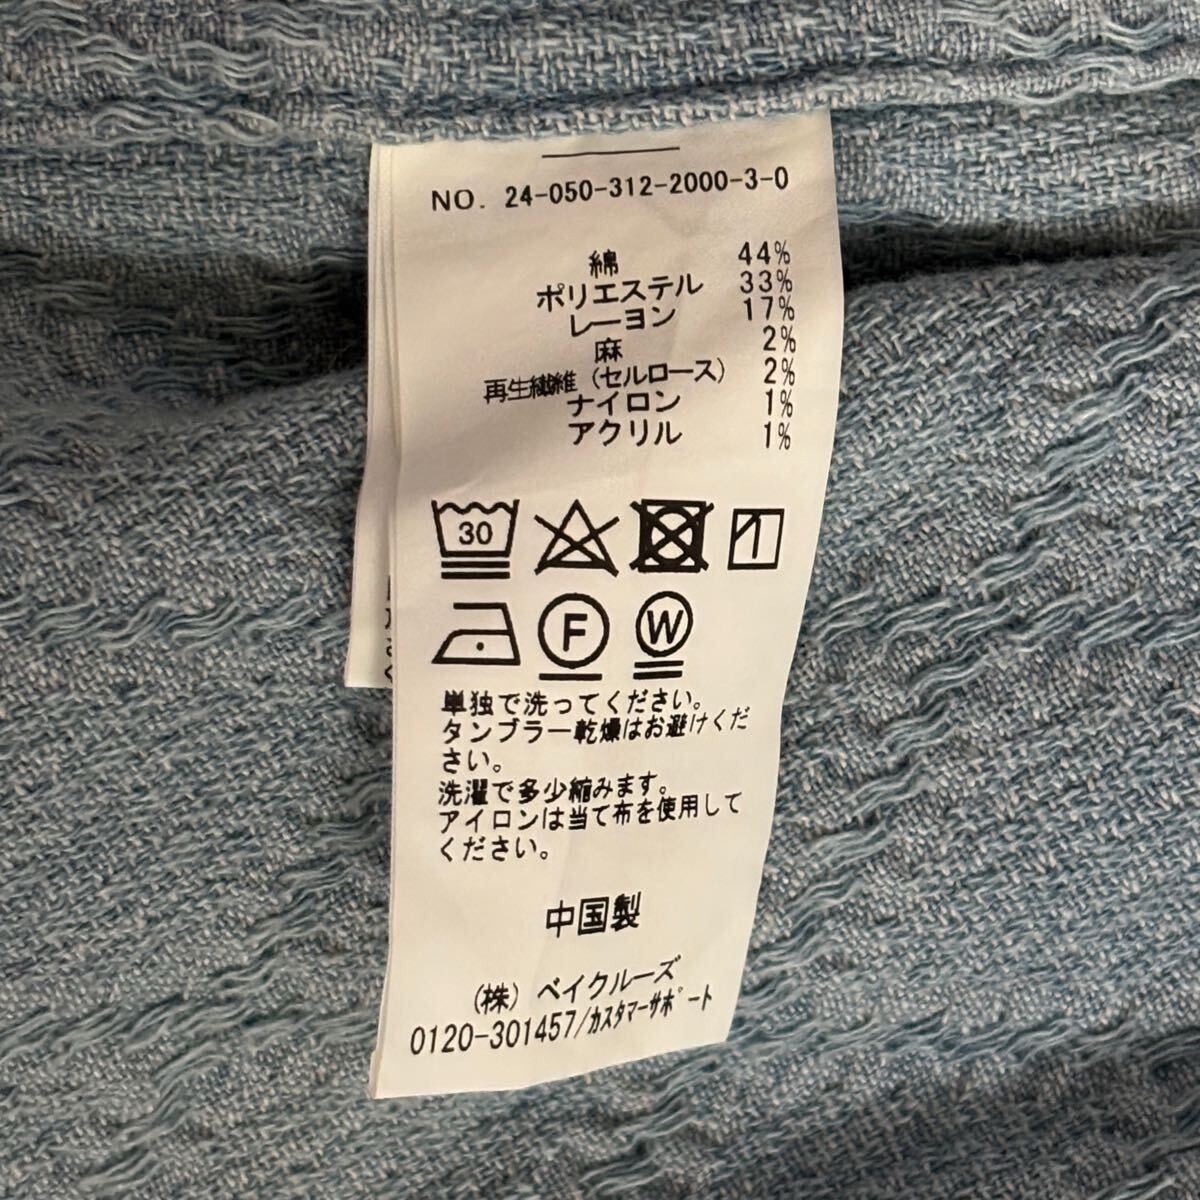 NO. 24-050-312-2000-3-0
綿 44%
ポリエステル 33%
レーヨン 17%
麻 2%
再生繊維（セルロース） 2%
ナイロン 1%
アクリル 1%
30
F
W
単独で洗ってください。
タンブラー乾燥はお避けくだ
さい。
洗濯で多少縮みます。
アイロンは当て布を使用して
ください。
中国製
（株）ベイクルーズ
0120-301457/ｶｽﾀﾏｰｻﾎﾟｰﾄ